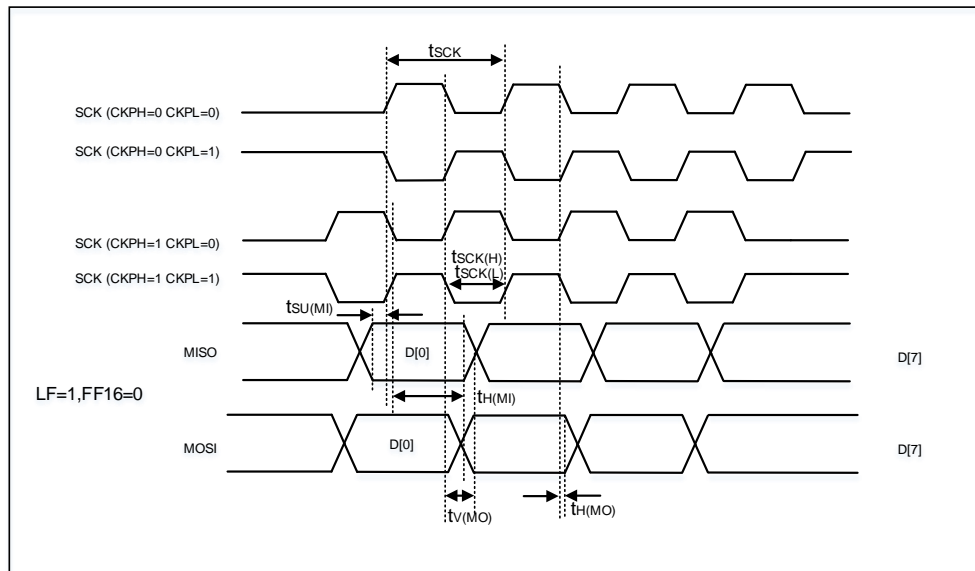 tSCK
SCK (CKPH=0 CKPL=0)
SCK (CKPH=0 CKPL=1)
SCK (CKPH=1 CKPL=0)
tSCK(H)
tSCK(L)
SCK (CKPH=1 CKPL=1)
tSU(MI)
MISO
D[0]
D[7]
LF=1,FF16=0
tH(MI)
MOSI
D[0]
D[7]
tV(MO)
tH(MO)